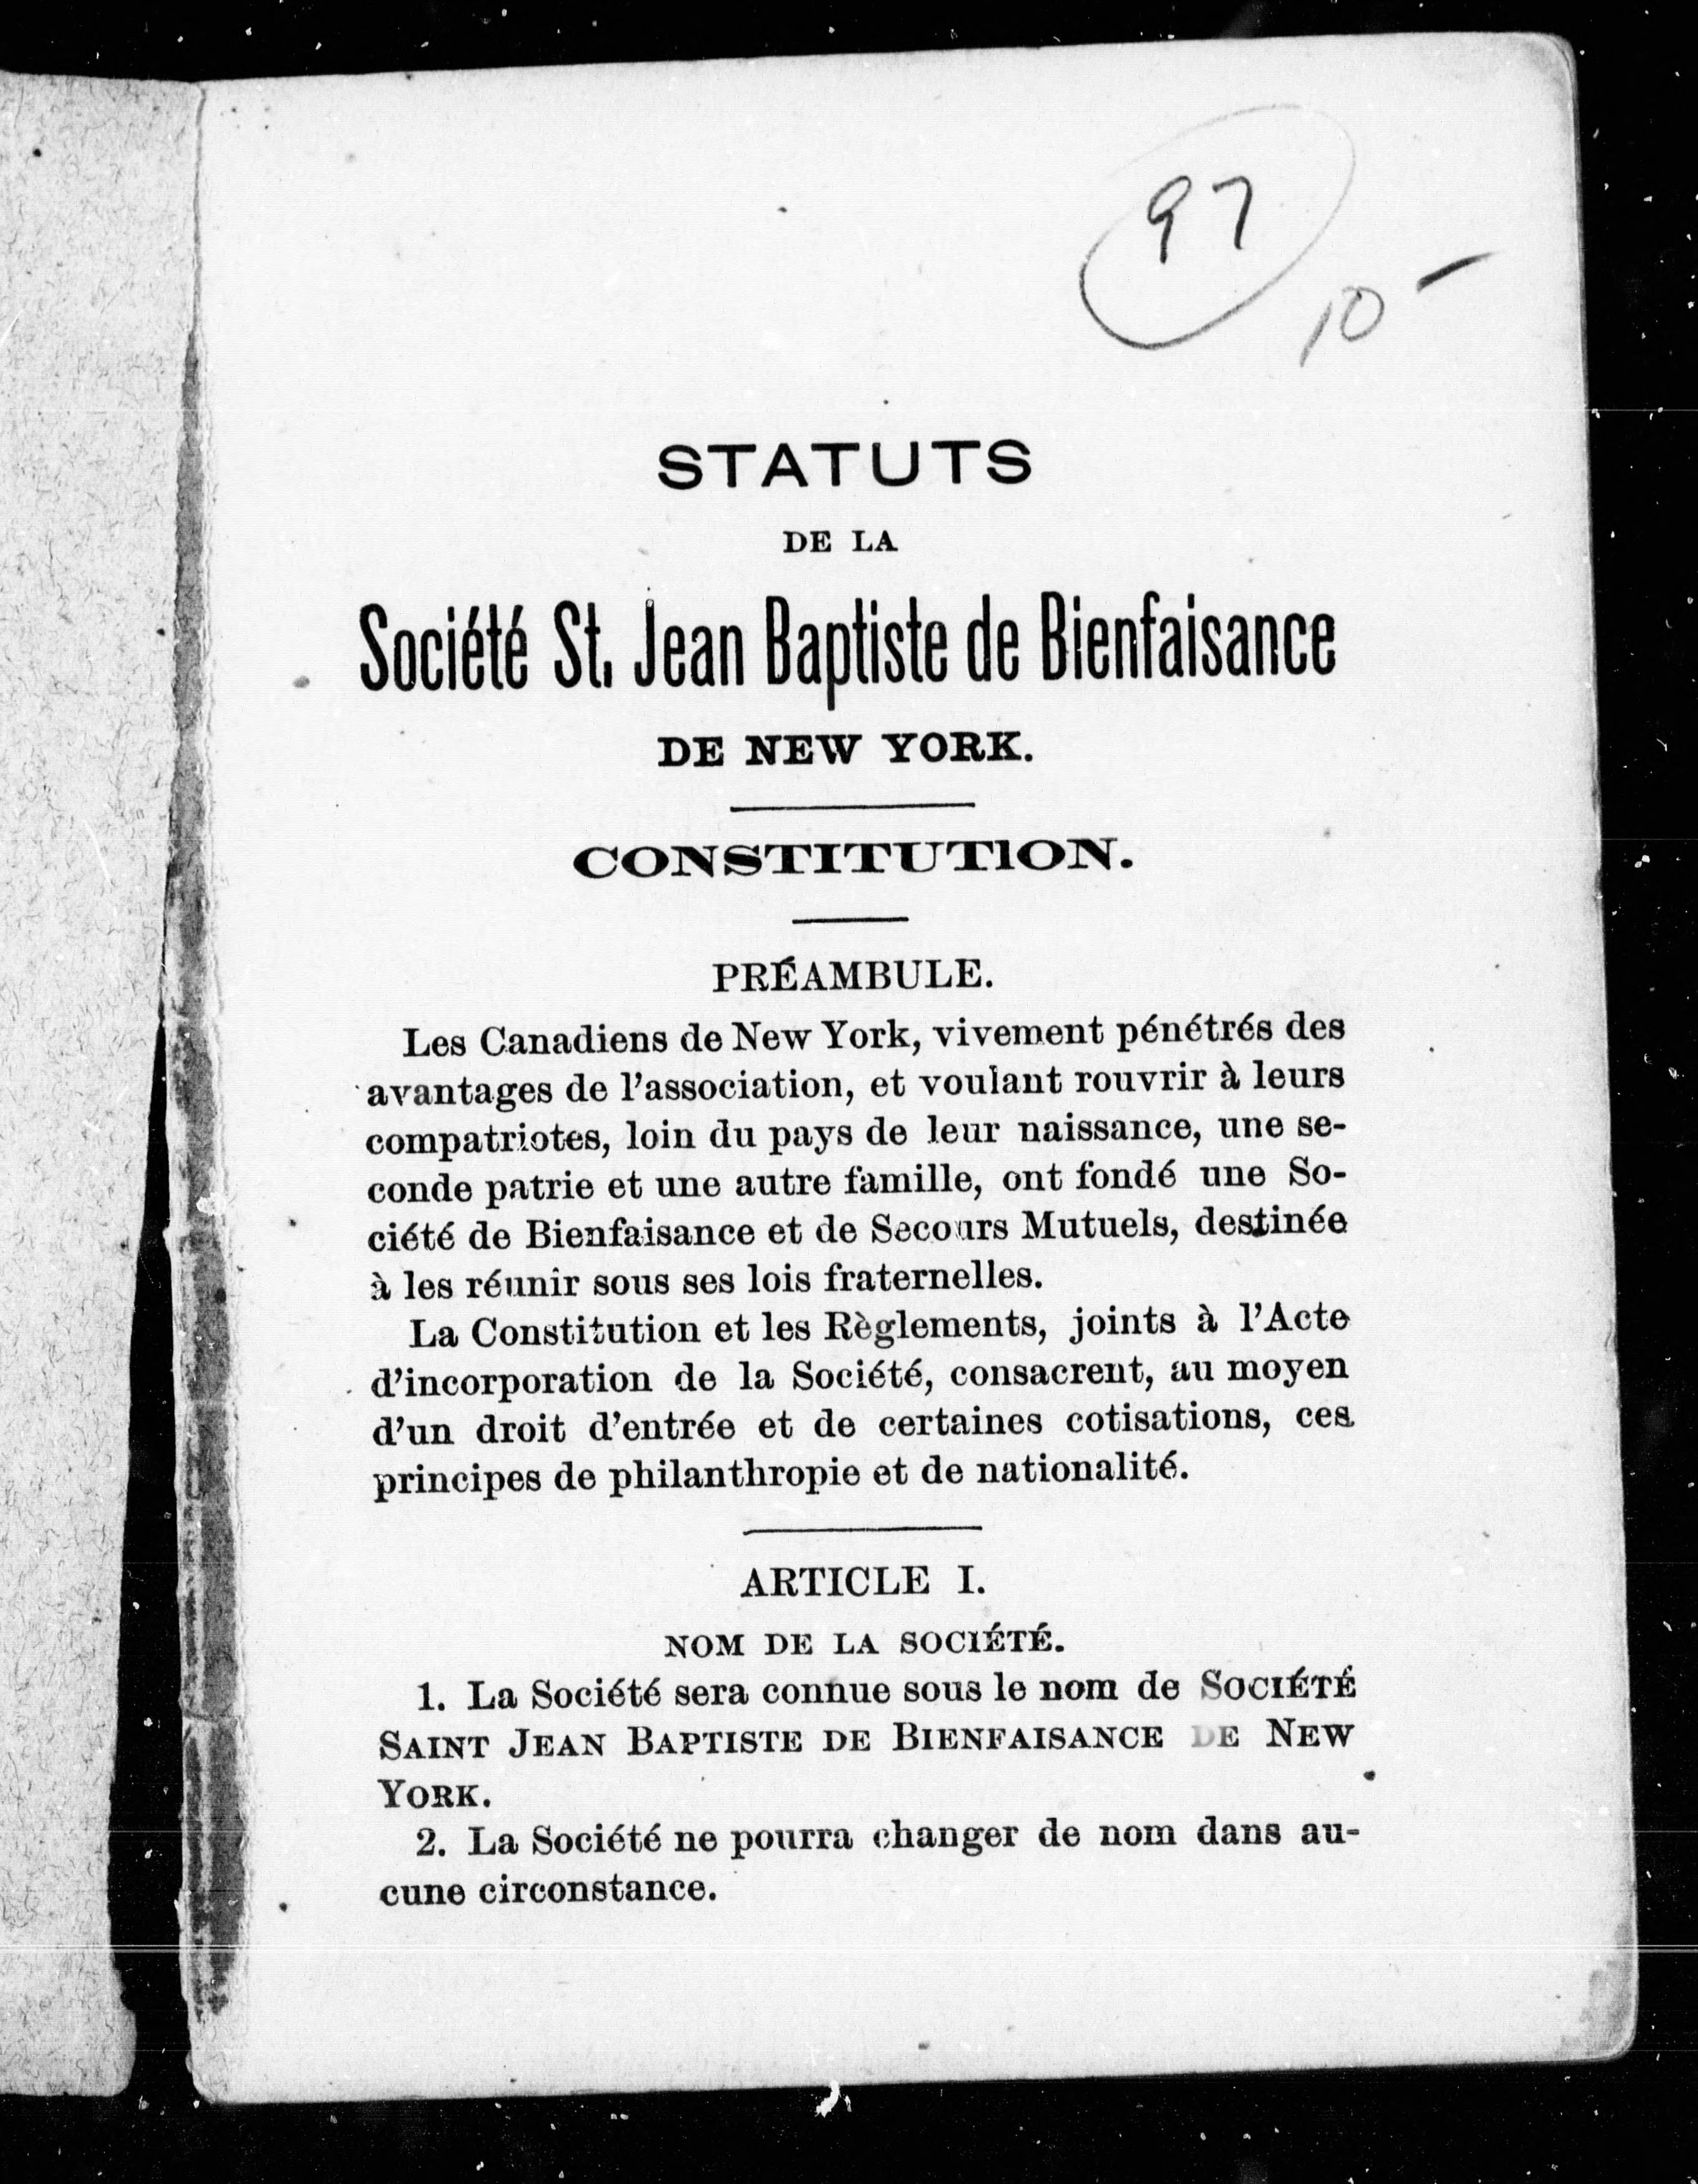 97
10 -
STATUTS
DE LA
Société St. Jean Baptiste de Bienfaisance
DE NEW YORK.
CONSTITUTION.
PRÉAMBULE.
Les Canadiens de New York, vivement pénétrés des
avantages de l'association, et voulant rouvrir à leurs
compatriotes, loin du pays de leur naissance, une se-
conde patrie et une autre famille, ont fondé une So-
ciété de Bienfaisance et de Secours Mutuels, destinée
à les réunir sous ses lois fraternelles.
La Constitution et les Règlements, joints à l'Acte
d'incorporation de la Société, consacrent, au moyen
d'un droit d'entrée et de certaines cotisations, ces
principes de philanthropie et de nationalité.
ARTICLE I.
NOM DE LA SOCIÉTÉ.
1. La Société sera connue sous le nom de SOCIÉTÉ
SAINT JEAN BAPTISTE DE BIENFAISANCE DE NEW
YORK.
2. La Société ne pourra changer de nom dans au-
cune circonstance.